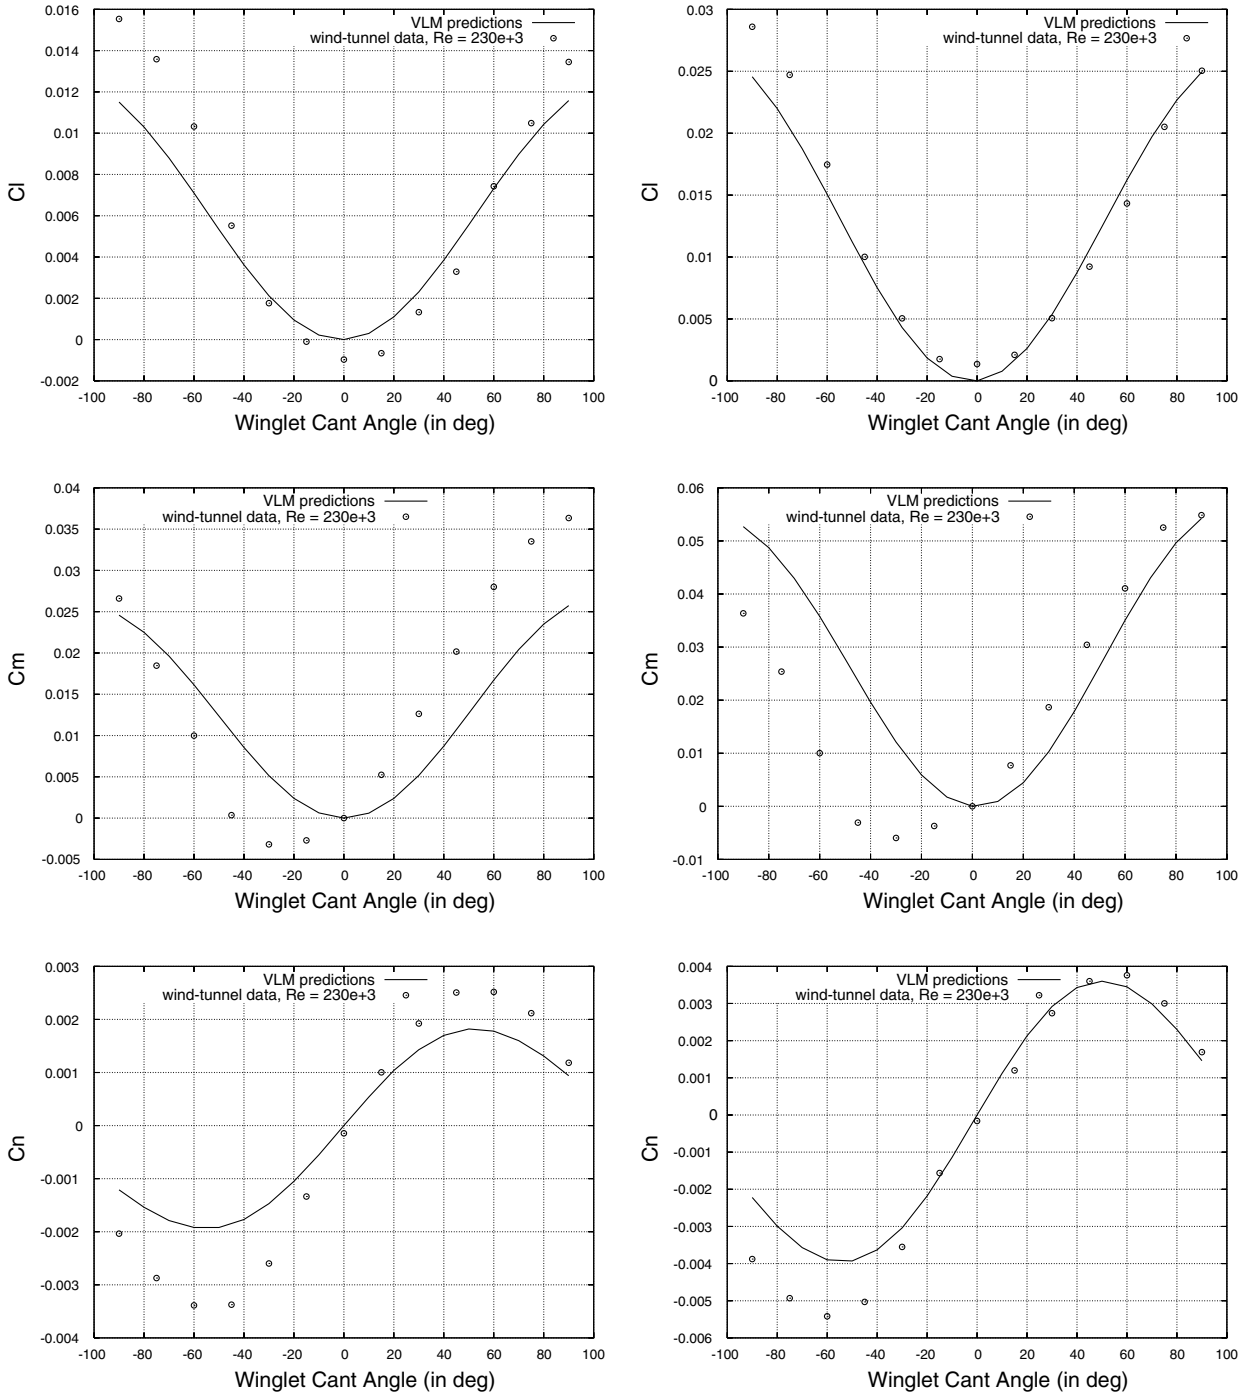 VLM predictions
wind-tunnel data, Re = 230e+3
0.016
0.014
0.012
0.01
0.008
0.006
0.004
0.002
0
-0.002
Cl
-100 -80 -60 -40 -20 0 20 40 60 80 100
Winglet Cant Angle (in deg)
VLM predictions
wind-tunnel data, Re = 230e+3
0.03
0.025
0.02
0.015
0.01
0.005
0
Cl
-100 -80 -60 -40 -20 0 20 40 60 80 100
Winglet Cant Angle (in deg)
VLM predictions
wind-tunnel data, Re = 230e+3
0.04
0.035
0.03
0.025
0.02
0.015
0.01
0.005
0
-0.005
Cm
-100 -80 -60 -40 -20 0 20 40 60 80 100
Winglet Cant Angle (in deg)
VLM predictions
wind-tunnel data, Re = 230e+3
0.06
0.05
0.04
0.03
0.02
0.01
0
-0.01
Cm
-100 -80 -60 -40 -20 0 20 40 60 80 100
Winglet Cant Angle (in deg)
VLM predictions
wind-tunnel data, Re = 230e+3
0.003
0.002
0.001
0
-0.001
-0.002
-0.003
-0.004
Cn
-100 -80 -60 -40 -20 0 20 40 60 80 100
Winglet Cant Angle (in deg)
VLM predictions
wind-tunnel data, Re = 230e+3
0.004
0.003
0.002
0.001
0
-0.001
-0.002
-0.003
-0.004
-0.005
-0.006
Cn
-100 -80 -60 -40 -20 0 20 40 60 80 100
Winglet Cant Angle (in deg)